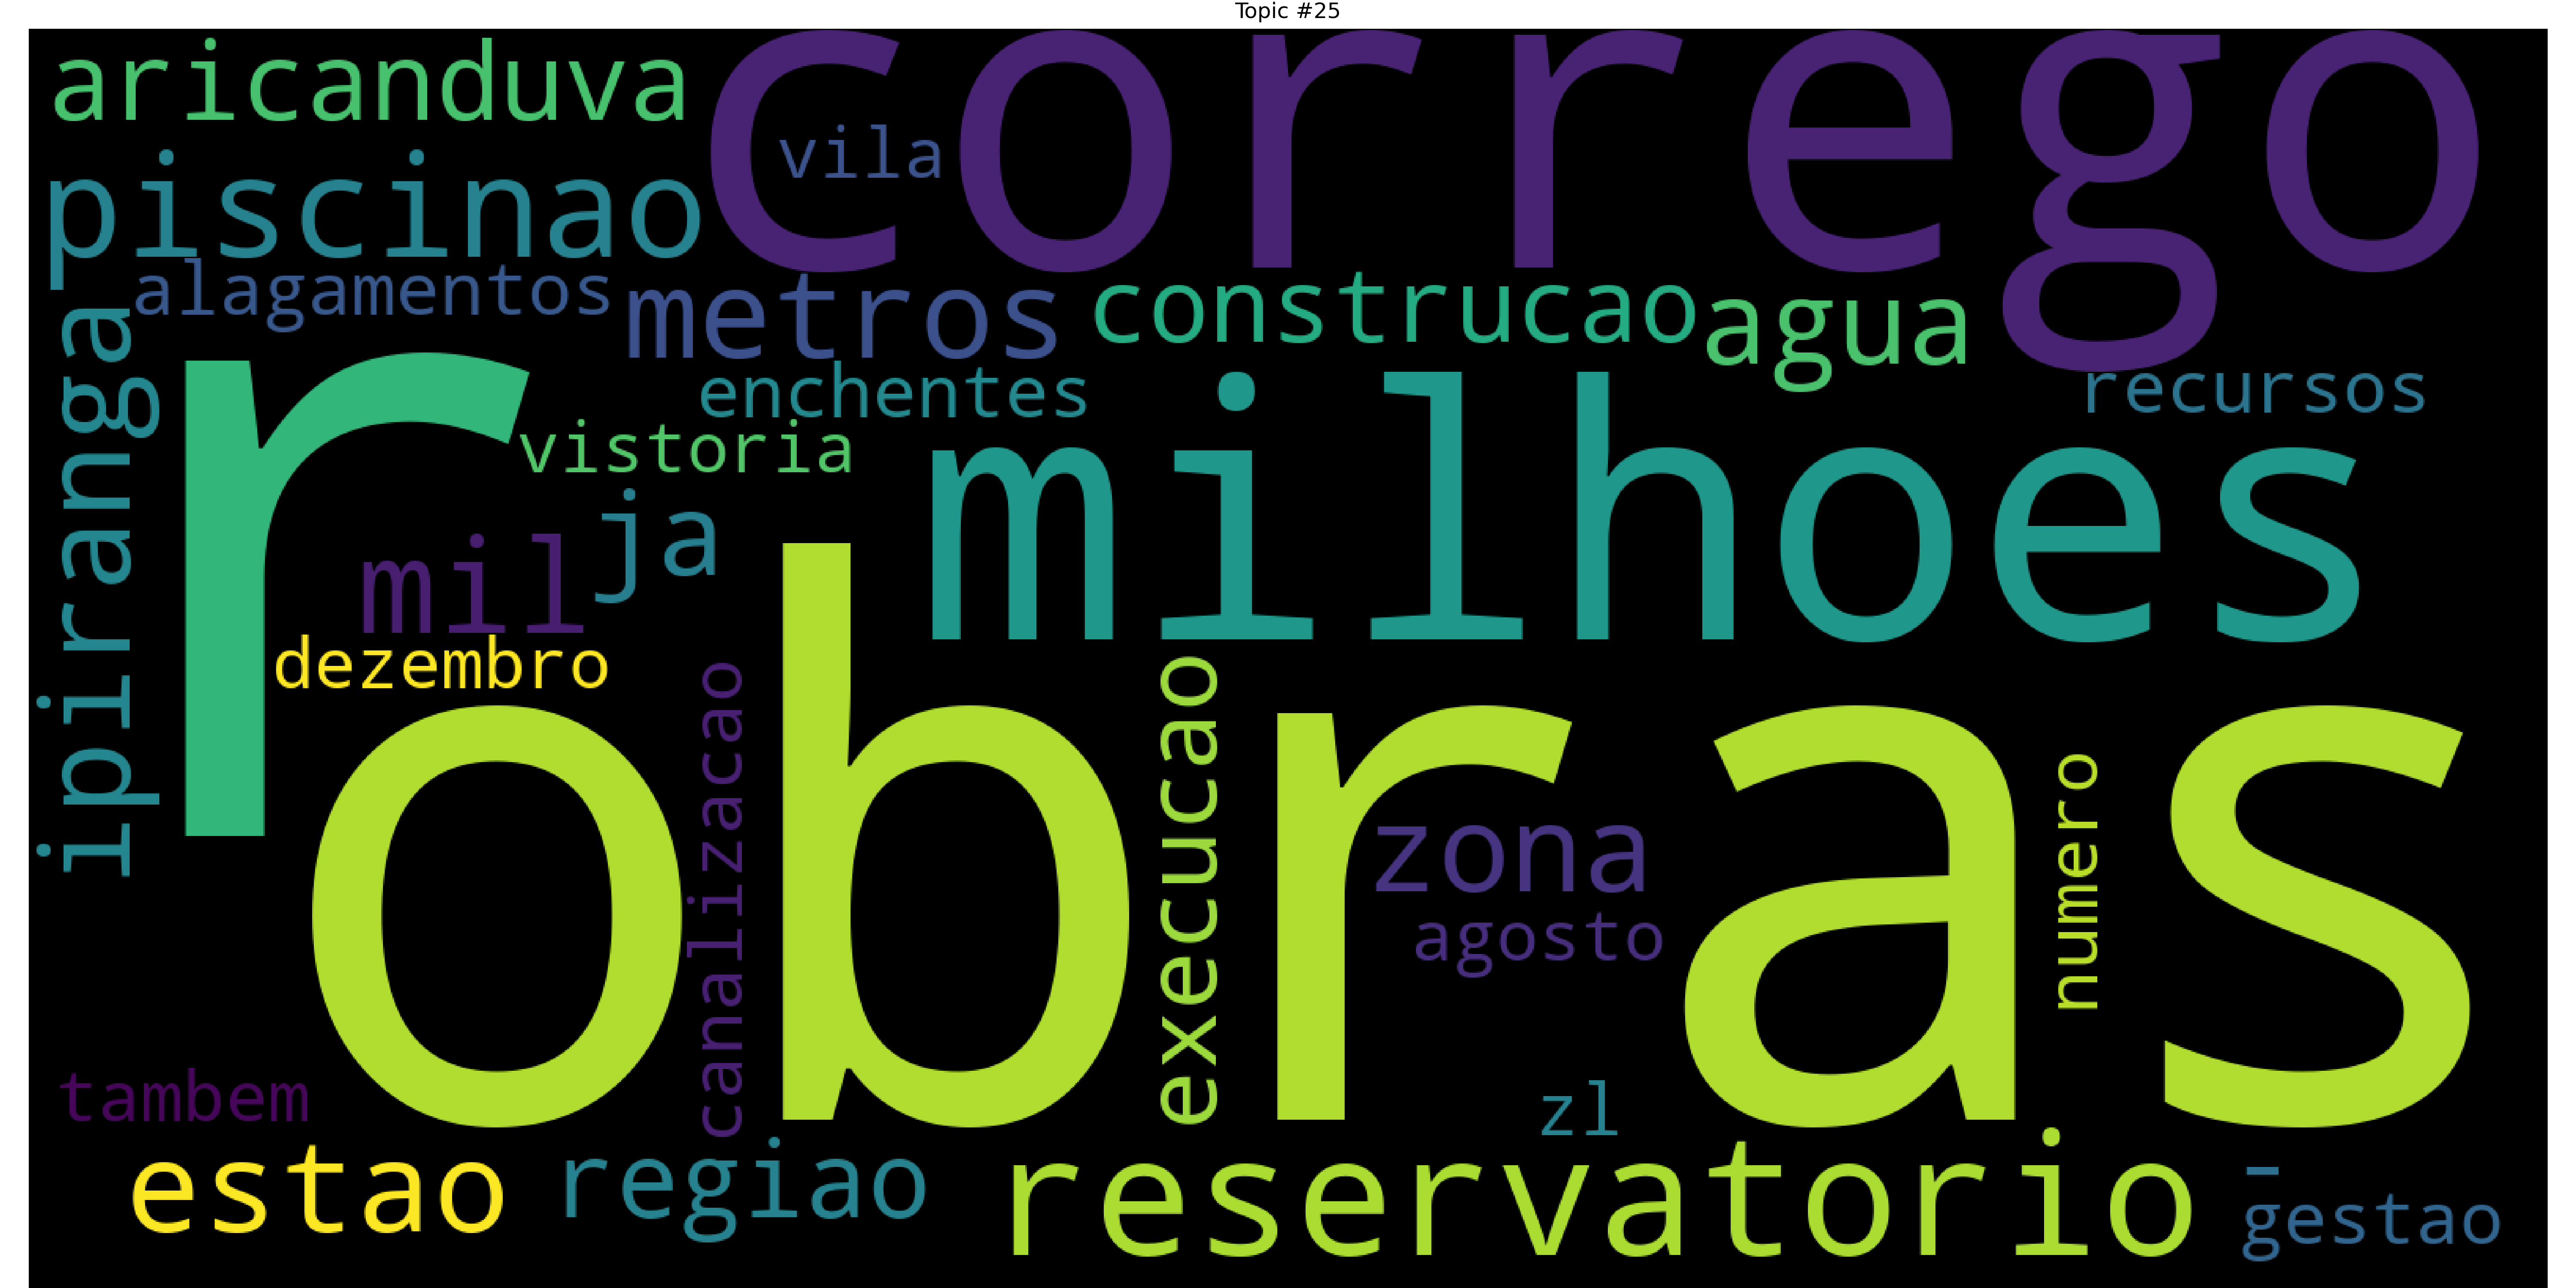 Topic #25
aricanduva
corrego
vila
piscinao
alagamentos
metros
construcao
agua
ipiranga
r
enchentes
recursos
vistoria
milhoes
ja
mil
dezembro
obras
canalizacao
execucao
zona
agosto
numero
tambem
zl
estao
regiao
reservatorio
-
gestao